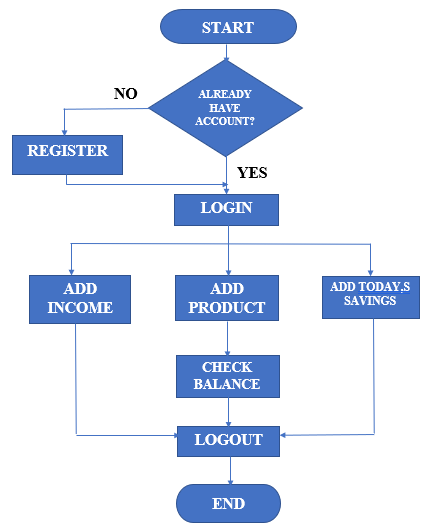 START
ALREADY
HAVE
ACCOUNT?
NO
REGISTER
YES
LOGIN
ADD
INCOME
ADD
PRODUCT
ADD TODAY,S
SAVINGS
CHECK
BALANCE
LOGOUT
END